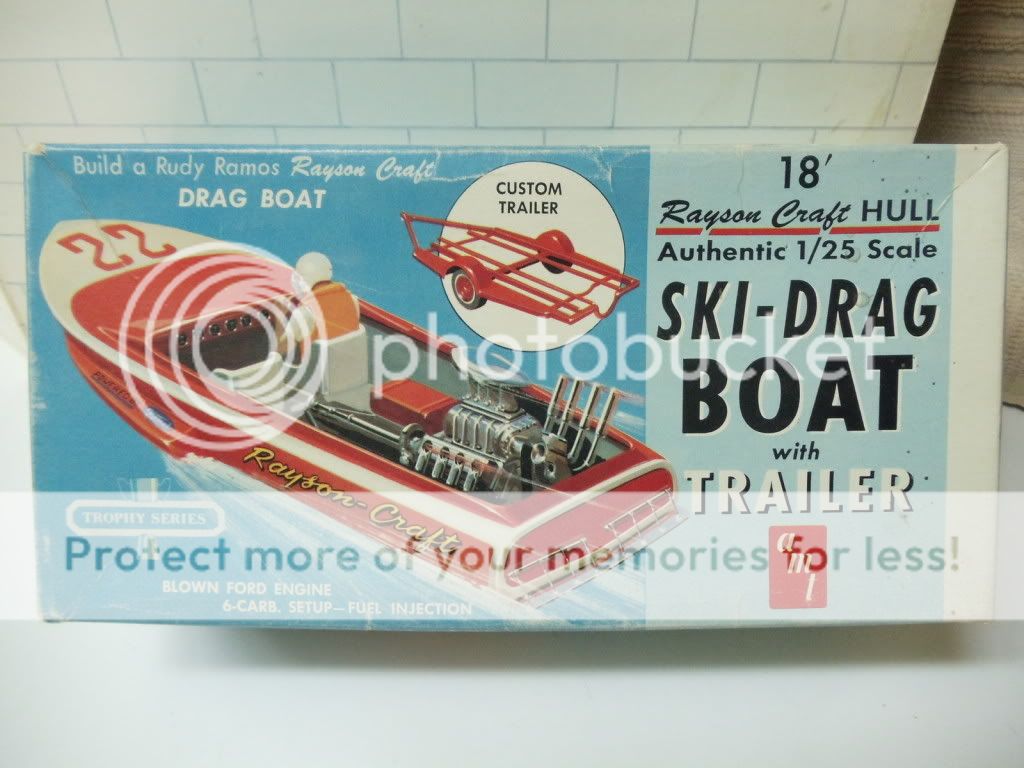 Build a Rudy Ramos Rayson Craft
DRAG BOAT
CUSTOM
TRAILER
22
Rayson-Craft
TROPHY SERIES
BLOWN FORD ENGINE
6-CARB. SETUP—FUEL INJECTION
18'
Rayson Craft HULL
Authentic 1/25 Scale
SKI-DRAG
BOAT
with
TRAILER
amt
photobucket
Protect more of your memories for less!